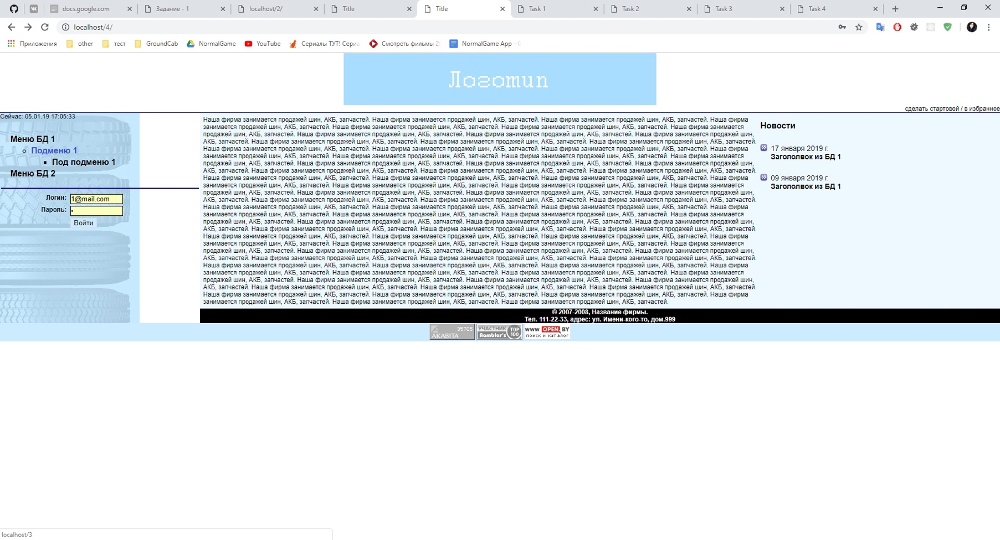 docs.google.com
Задание - 1
localhost/2/
Title
Title
Task 1
Task 2
Task 3
Task 4
localhost/4/
Приложения
other
тест
GroundCab
NormalGame
YouTube
Сериалы ТУТ! Сериа
Смотреть фильмы 2
NormalGame App -
Логотип
сделать стартовой / в избранное
Сейчас: 05.01.19 17:05:33
Меню БД 1
Подменю 1
Под подменю 1
Меню БД 2
Логин: 1@mail.com
Пароль: •
Войти
Наша фирма занимается продажей шин, АКБ, запчастей. Наша фирма занимается продажей шин, АКБ, запчастей. Наша фирма занимается продажей шин, АКБ, запчастей. Наша фирма
занимается продажей шин, АКБ, запчастей. Наша фирма занимается продажей шин, АКБ, запчастей. Наша фирма занимается продажей шин, АКБ, запчастей. Наша фирма занимается
продажей шин, АКБ, запчастей. Наша фирма занимается продажей шин, АКБ, запчастей. Наша фирма занимается продажей шин, АКБ, запчастей. Наша фирма занимается продажей шин,
АКБ, запчастей. Наша фирма занимается продажей шин, АКБ, запчастей. Наша фирма занимается продажей шин, АКБ, запчастей. Наша фирма занимается продажей шин, АКБ, запчастей.
Наша фирма занимается продажей шин, АКБ, запчастей. Наша фирма занимается продажей шин, АКБ, запчастей. Наша фирма занимается продажей шин, АКБ, запчастей. Наша фирма
занимается продажей шин, АКБ, запчастей. Наша фирма занимается продажей шин, АКБ, запчастей. Наша фирма занимается продажей шин, АКБ, запчастей. Наша фирма занимается
продажей шин, АКБ, запчастей. Наша фирма занимается продажей шин, АКБ, запчастей. Наша фирма занимается продажей шин, АКБ, запчастей. Наша фирма занимается продажей шин,
АКБ, запчастей. Наша фирма занимается продажей шин, АКБ, запчастей. Наша фирма занимается продажей шин, АКБ, запчастей. Наша фирма занимается продажей шин, АКБ, запчастей.
Наша фирма занимается продажей шин, АКБ, запчастей. Наша фирма занимается продажей шин, АКБ, запчастей. Наша фирма занимается продажей шин, АКБ, запчастей. Наша фирма
занимается продажей шин, АКБ, запчастей. Наша фирма занимается продажей шин, АКБ, запчастей. Наша фирма занимается продажей шин, АКБ, запчастей. Наша фирма занимается
продажей шин, АКБ, запчастей. Наша фирма занимается продажей шин, АКБ, запчастей. Наша фирма занимается продажей шин, АКБ, запчастей. Наша фирма занимается продажей шин,
АКБ, запчастей. Наша фирма занимается продажей шин, АКБ, запчастей. Наша фирма занимается продажей шин, АКБ, запчастей. Наша фирма занимается продажей шин, АКБ, запчастей.
Наша фирма занимается продажей шин, АКБ, запчастей. Наша фирма занимается продажей шин, АКБ, запчастей. Наша фирма занимается продажей шин, АКБ, запчастей. Наша фирма
занимается продажей шин, АКБ, запчастей. Наша фирма занимается продажей шин, АКБ, запчастей. Наша фирма занимается продажей шин, АКБ, запчастей. Наша фирма занимается
продажей шин, АКБ, запчастей. Наша фирма занимается продажей шин, АКБ, запчастей. Наша фирма занимается продажей шин, АКБ, запчастей. Наша фирма занимается продажей шин,
АКБ, запчастей. Наша фирма занимается продажей шин, АКБ, запчастей. Наша фирма занимается продажей шин, АКБ, запчастей. Наша фирма занимается продажей шин, АКБ, запчастей.
Наша фирма занимается продажей шин, АКБ, запчастей. Наша фирма занимается продажей шин, АКБ, запчастей. Наша фирма занимается продажей шин, АКБ, запчастей. Наша фирма
занимается продажей шин, АКБ, запчастей. Наша фирма занимается продажей шин, АКБ, запчастей. Наша фирма занимается продажей шин, АКБ, запчастей. Наша фирма занимается
продажей шин, АКБ, запчастей. Наша фирма занимается продажей шин, АКБ, запчастей. Наша фирма занимается продажей шин, АКБ, запчастей. Наша фирма занимается продажей шин,
АКБ, запчастей. Наша фирма занимается продажей шин, АКБ, запчастей. Наша фирма занимается продажей шин, АКБ, запчастей. Наша фирма занимается продажей шин, АКБ, запчастей.
Наша фирма занимается продажей шин, АКБ, запчастей. Наша фирма занимается продажей шин, АКБ, запчастей. Наша фирма занимается продажей шин, АКБ, запчастей. Наша фирма
занимается продажей шин, АКБ, запчастей. Наша фирма занимается продажей шин, АКБ, запчастей. Наша фирма занимается продажей шин, АКБ, запчастей. Наша фирма занимается
продажей шин, АКБ, запчастей. Наша фирма занимается продажей шин, АКБ, запчастей. Наша фирма занимается продажей шин, АКБ, запчастей. Наша фирма занимается продажей шин,
АКБ, запчастей. Наша фирма занимается продажей шин, АКБ, запчастей. Наша фирма занимается продажей шин, АКБ, запчастей. Наша фирма занимается продажей шин, АКБ, запчастей.
Наша фирма занимается продажей шин, АКБ, запчастей. Наша фирма занимается продажей шин, АКБ, запчастей. Наша фирма занимается продажей шин, АКБ, запчастей. Наша фирма
занимается продажей шин, АКБ, запчастей. Наша фирма занимается продажей шин, АКБ, запчастей. Наша фирма занимается продажей шин, АКБ, запчастей.
Новости
17 января 2019 г.
Загололвок из БД 1
09 января 2019 г.
Загололвок из БД 1
© 2007-2008, Название фирмы.
Тел. 111-22-33, адрес: ул. Имени-кого-то, дом.999
35785
AKABITA
УЧАСТНИК
Rambler's
TOP
100
www OPEN BY
поиск и каталог
localhost/3